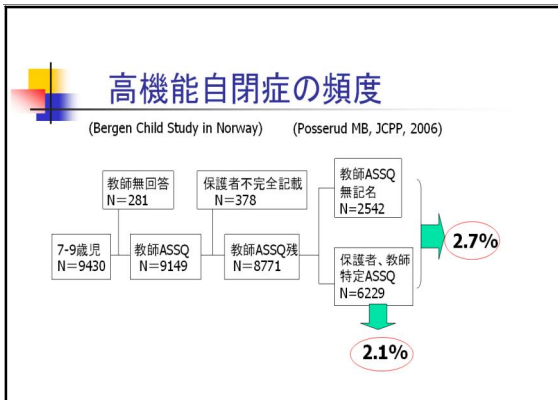 高機能自閉症の頻度
(Bergen Child Study in Norway) (Posserud MB, JCPP, 2006)
教師無回答
N=281
保護者不完全記載
N=378
教師ASSQ
無記名
N=2542
7-9歳児
N=9430
教師ASSQ
N=9149
教師ASSQ残
N=8771
保護者、教師
特定ASSQ
N=6229
2.7%
2.1%